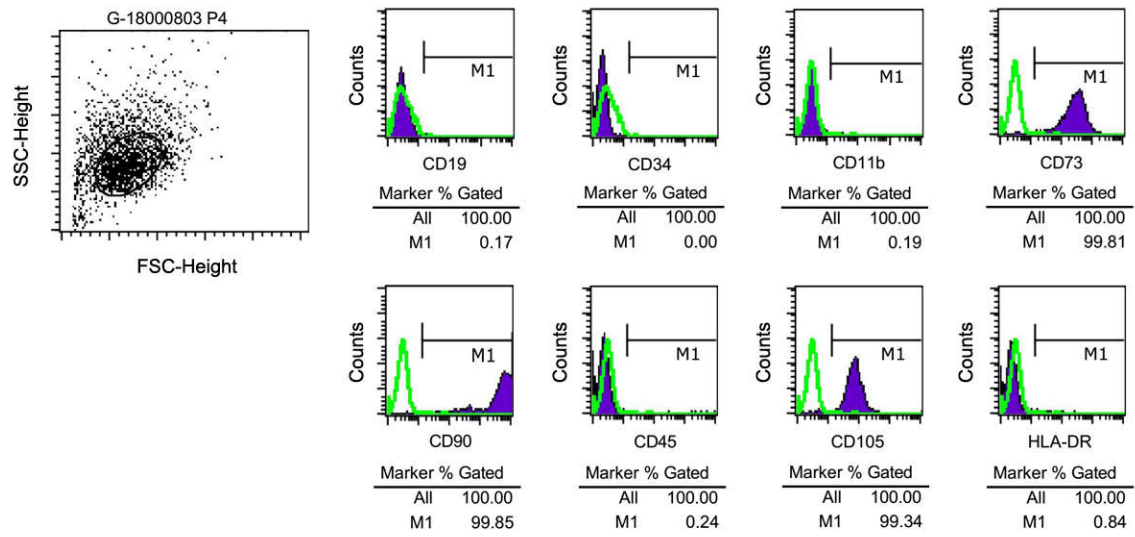 G-18000803 P4
SSC-Height
FSC-Height
Counts
M1
CD19
Marker % Gated
All 100.00
M1 0.17
Counts
M1
CD34
Marker % Gated
All 100.00
M1 0.00
Counts
M1
CD11b
Marker % Gated
All 100.00
M1 0.19
Counts
M1
CD73
Marker % Gated
All 100.00
M1 99.81
Counts
M1
CD90
Marker % Gated
All 100.00
M1 99.85
Counts
M1
CD45
Marker % Gated
All 100.00
M1 0.24
Counts
M1
CD105
Marker % Gated
All 100.00
M1 99.34
Counts
M1
HLA-DR
Marker % Gated
All 100.00
M1 0.84